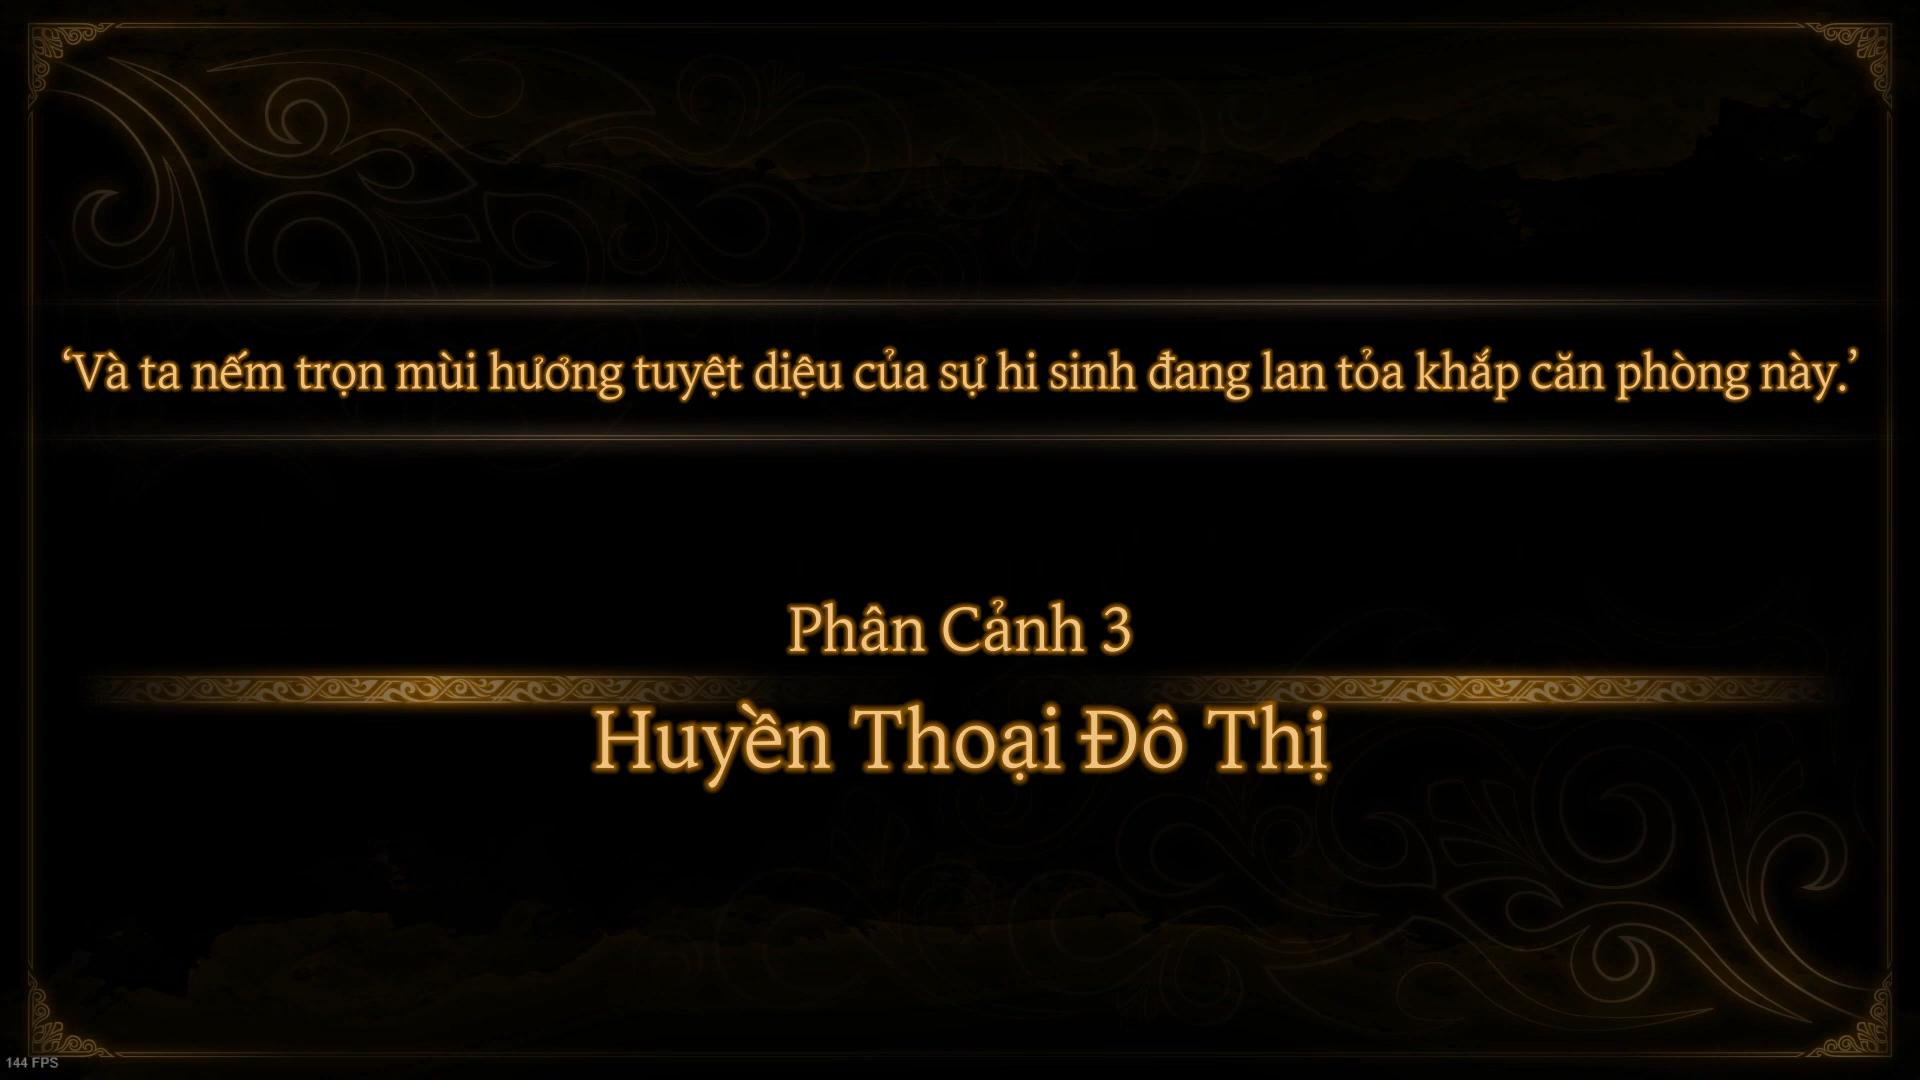 ‘Và ta nếm trọn mùi hương tuyệt diệu của sự hi sinh đang lan tỏa khắp căn phòng này.’
Phân Cảnh 3
Huyền Thoại Đô Thị
144 FPS